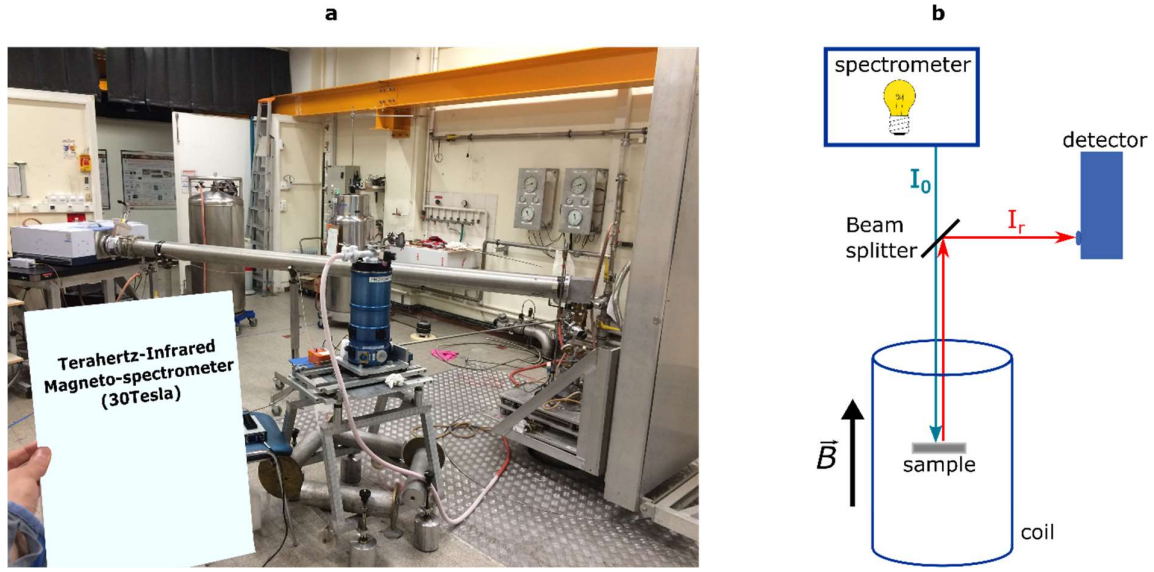 a
Terahertz-Infrared
Magneto-spectrometer
(30Tesla)
b
spectrometer
detector
I₀
Beam
splitter
Iᵣ
B⃗
sample
coil